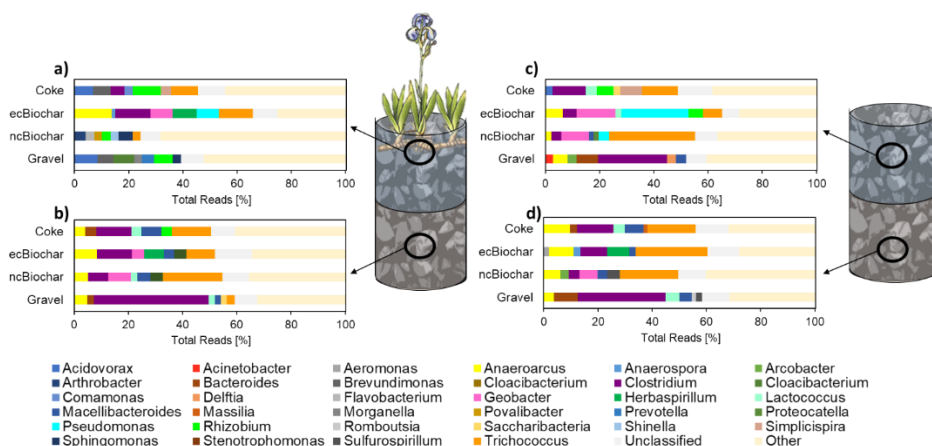 a)
Coke
ecBiochar
ncBiochar
Gravel
0 20 40 60 80 100
Total Reads [%]
b)
Coke
ecBiochar
ncBiochar
Gravel
0 20 40 60 80 100
Total Reads [%]
c)
Coke
ecBiochar
ncBiochar
Gravel
0 20 40 60 80 100
Total Reads [%]
d)
Coke
ecBiochar
ncBiochar
Gravel
0 20 40 60 80 100
Total Reads [%]
Acidovorax Acinetobacter Aeromonas Anaeroarcus Anaerospora Arcobacter
Arthrobacter Bacteroides Brevundimonas Cloacibacterium Clostridium Cloacibacterium
Comamonas Delftia Flavobacterium Geobacter Herbaspirillum Lactococcus
Macellibacteroides Massilia Morganella Povalibacter Prevotella Proteocatella
Pseudomonas Rhizobium Romboutsia Saccharibacteria Shinella Simplicispira
Sphingomonas Stenotrophomonas Sulfurospirillum Trichococcus Unclassified Other